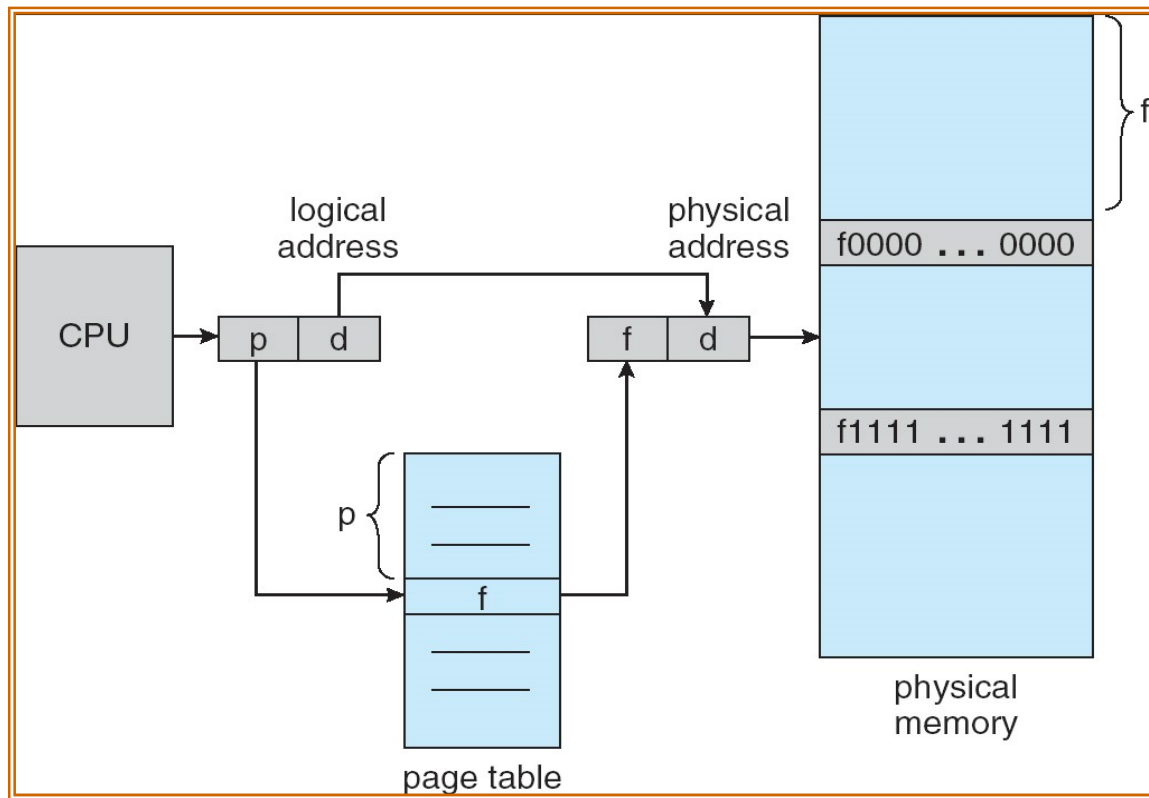 logical
address
physical
address
f
f0000 ... 0000
CPU
p
d
f
d
f1111 ... 1111
p
f
physical
memory
page table